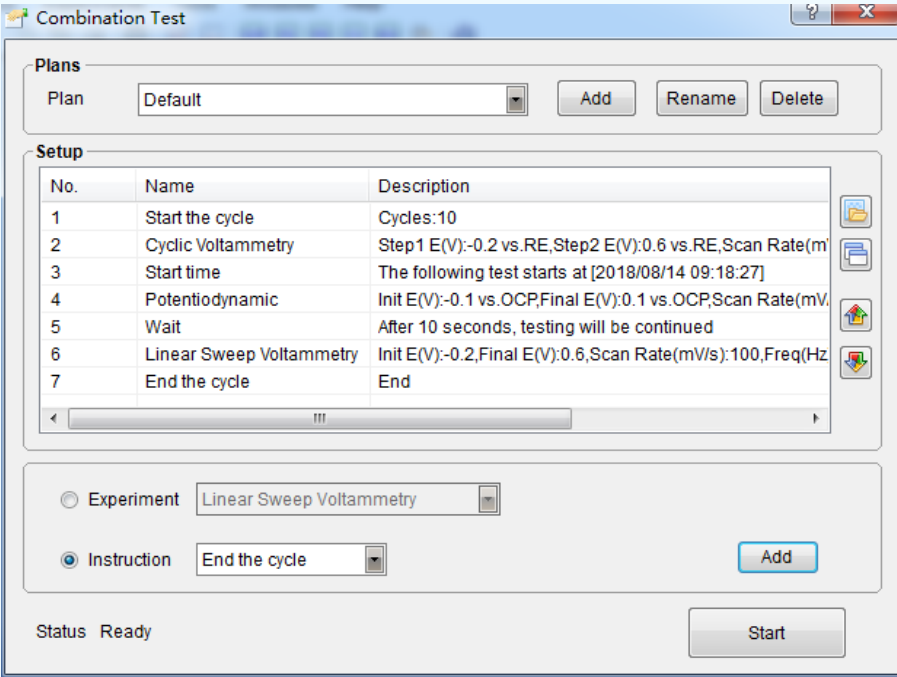 Combination Test
Plans
Plan Default Add Rename Delete
Setup
No. Name Description
1 Start the cycle Cycles:10
2 Cyclic Voltammetry Step1 E(V):-0.2 vs.RE,Step2 E(V):0.6 vs.RE,Scan Rate(m
3 Start time The following test starts at [2018/08/14 09:18:27]
4 Potentiodynamic Init E(V):-0.1 vs.OCP,Final E(V):0.1 vs.OCP,Scan Rate(mV
5 Wait After 10 seconds, testing will be continued
6 Linear Sweep Voltammetry Init E(V):-0.2,Final E(V):0.6,Scan Rate(mV/s):100,Freq(Hz
7 End the cycle End
Experiment Linear Sweep Voltammetry
Instruction End the cycle Add
Status Ready Start